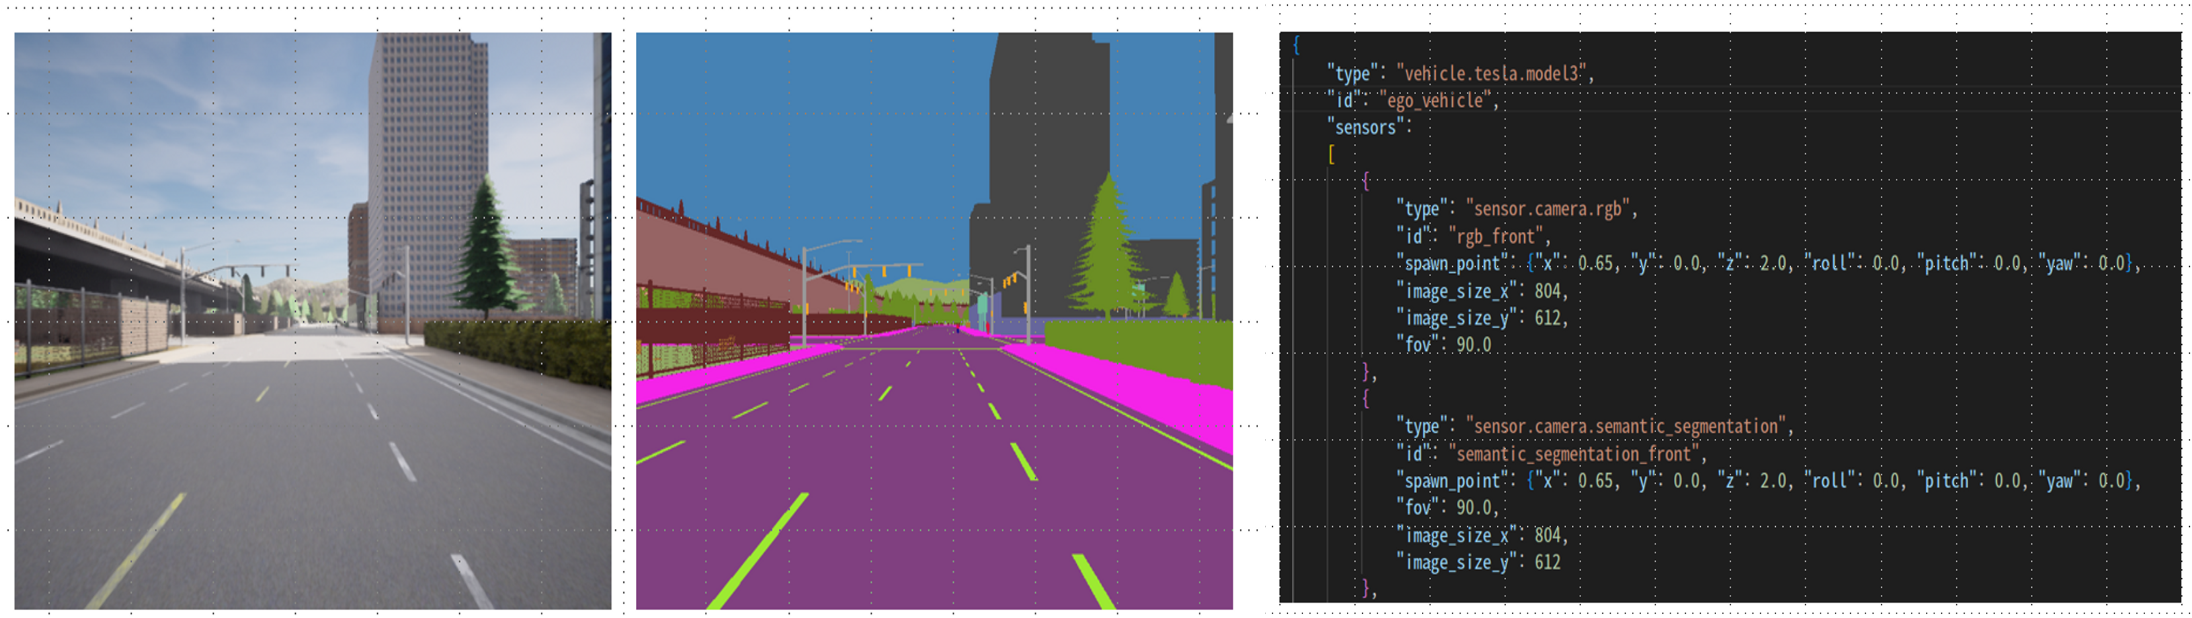 {
"type": "vehicle.tesla.model3",
"id": "ego_vehicle",
"sensors":
[
{
"type": "sensor.camera.rgb",
"id": "rgb_front",
"spawn_point": {"x": 0.65, "y": 0.0, "z": 2.0, "roll": 0.0, "pitch": 0.0, "yaw": 0.0},
"image_size_x": 804,
"image_size_y": 612,
"fov": 90.0
},
{
"type": "sensor.camera.semantic_segmentation",
"id": "semantic_segmentation_front",
"spawn_point": {"x": 0.65, "y": 0.0, "z": 2.0, "roll": 0.0, "pitch": 0.0, "yaw": 0.0},
"fov": 90.0,
"image_size_x": 804,
"image_size_y": 612
},